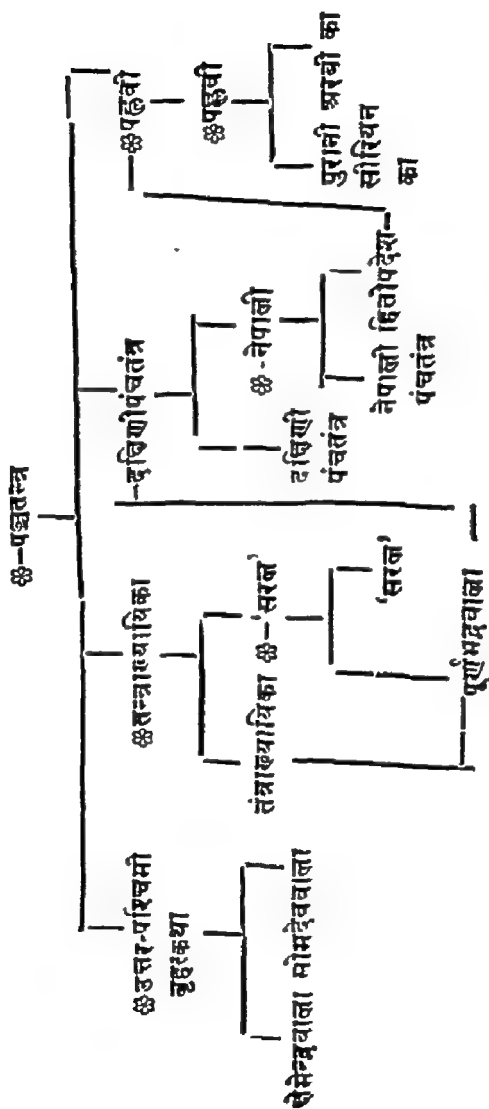 ❀–पञ्चतन्त्र
❀उत्तर-पश्चिमी
बृहत्कथा
❀तन्त्राख्यायिका
–दक्षिणीपंचतंत्र
❀पह्लवी
तंत्राख्यायिका ❀–‘सरल’
दक्षिणी
पंचतंत्र
❀-नेपाली
❀पह्लवी
क्षेमेन्द्रवाला सोमदेववाला
‘सरल’
नेपाली हितोपदेश–
पंचतंत्र
पुरानी अरबी का
सीरियन
का
पूर्णभद्रवाला